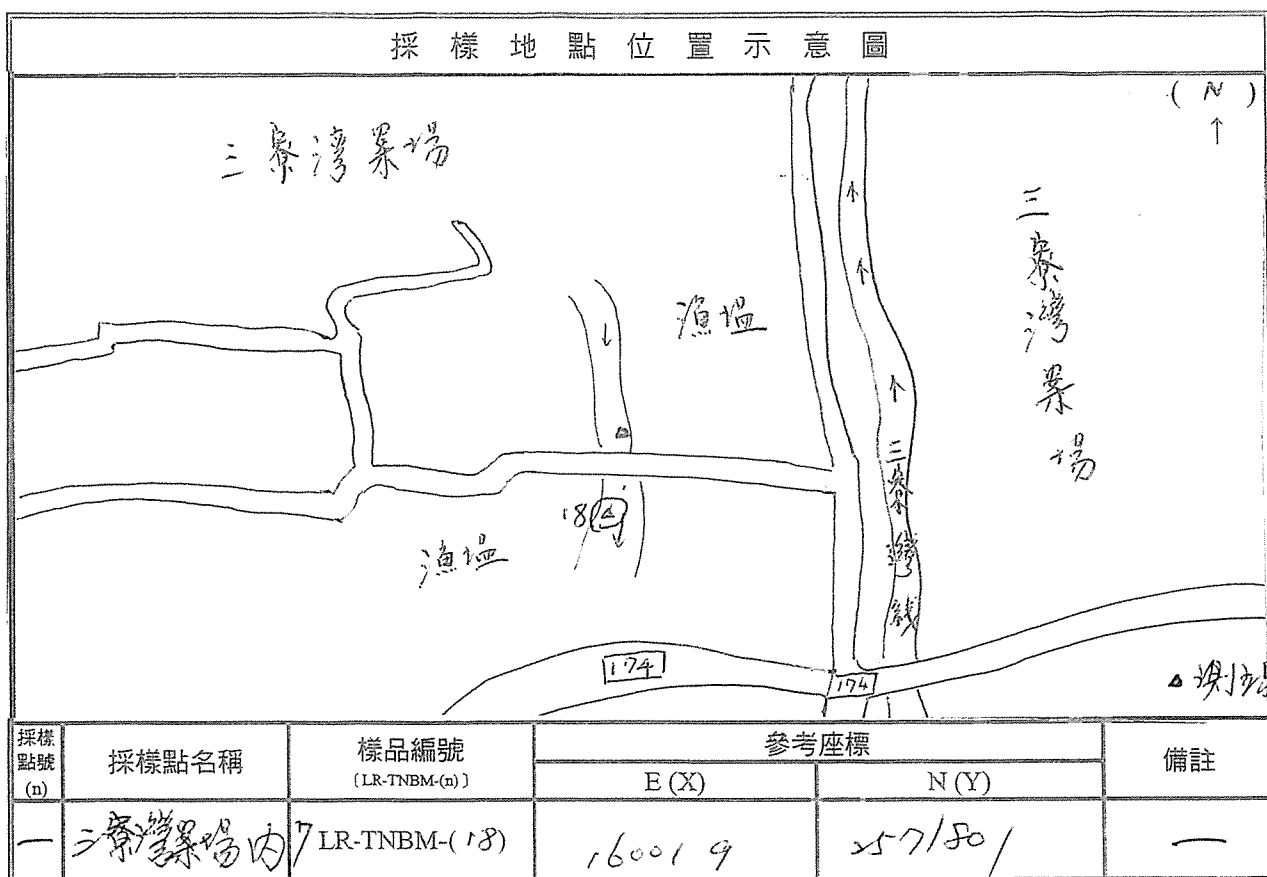 採樣地點位置示意圖
( N )
↑
三寮灣案場
三寮灣案場
漁塭
三寮灣線
18
漁塭
174
174
採樣點號(n)
採樣點名稱
樣品編號
〔LR-TNBM-(n)〕
參考座標
E (X)
N (Y)
備註
—
三寮灣案場內
LR-TNBM-(18)
160019
2571801
—